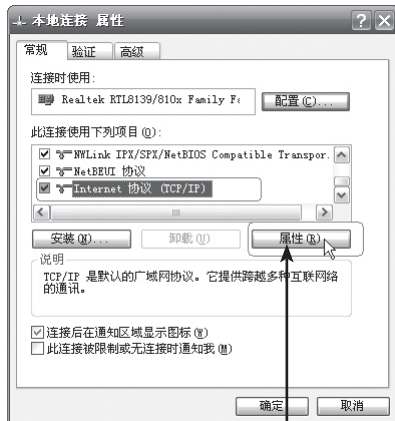 本地连接 属性
常规 验证 高级
连接时使用:
Realtek RTL8139/810x Family Fa 配置(C)...
此连接使用下列项目(O):
NWLink IPX/SPX/NetBIOS Compatible Transpor.
NetBEUI 协议
Internet 协议 (TCP/IP)
安装(N)... 卸载(U) 属性(R)
说明
TCP/IP 是默认的广域网协议。它提供跨越多种互联网络
的通讯。
连接后在通知区域显示图标(W)
此连接被限制或无连接时通知我(M)
确定 取消